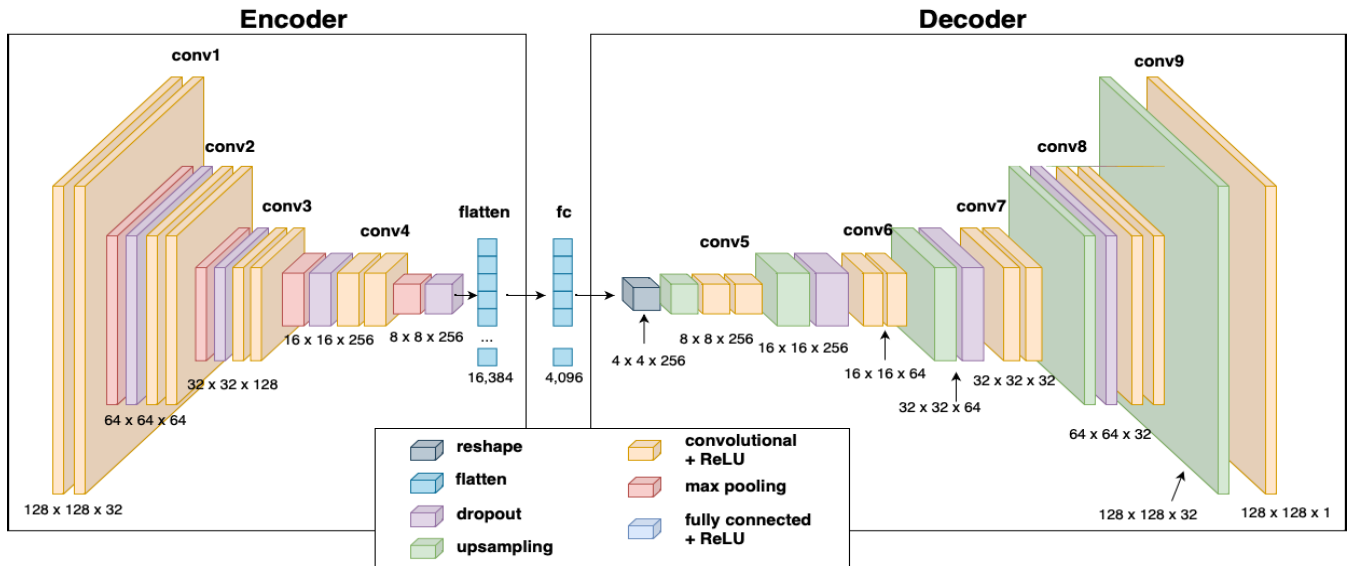 Encoder
Decoder
conv1
conv2
conv3
conv4
flatten
fc
conv5
conv6
conv7
conv8
conv9
128 x 128 x 32
64 x 64 x 64
32 x 32 x 128
16 x 16 x 256
8 x 8 x 256
...
16,384
4,096
4 x 4 x 256
8 x 8 x 256
16 x 16 x 256
16 x 16 x 64
32 x 32 x 64
32 x 32 x 32
64 x 64 x 32
128 x 128 x 32
128 x 128 x 1
reshape
flatten
dropout
upsampling
convolutional
+ ReLU
max pooling
fully connected
+ ReLU